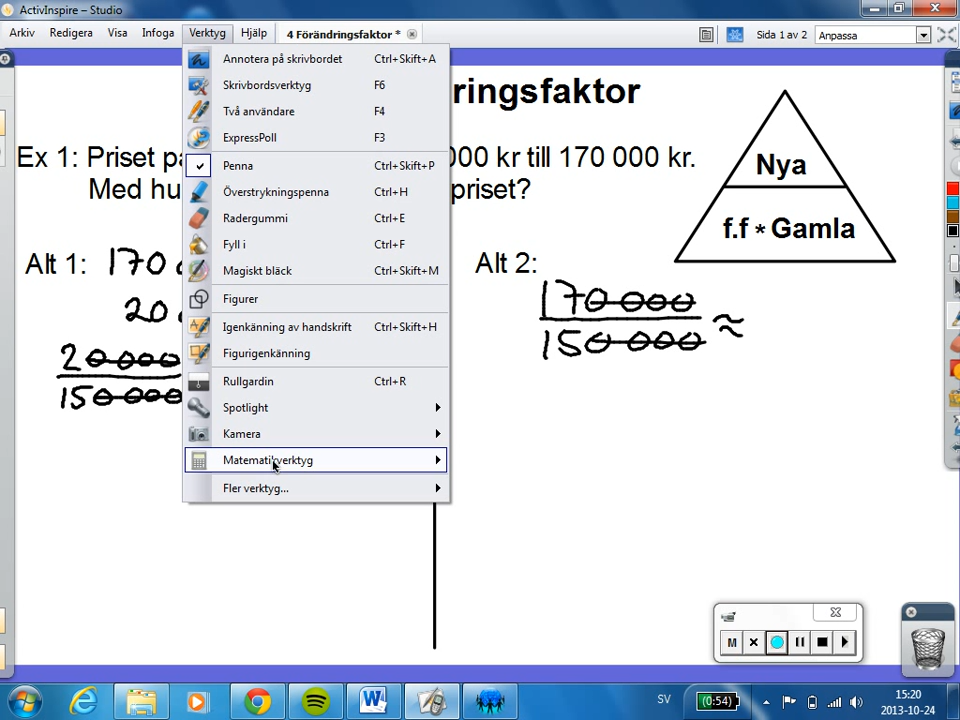 ActivInspire – Studio
Arkiv Redigera Visa Infoga Verktyg Hjälp 4 Förändringsfaktor * Sida 1 av 2 Anpassa
Annotera på skrivbordet Ctrl+Skift+A
Skrivbordsverktyg F6
Två användare F4
ExpressPoll F3
Penna Ctrl+Skift+P
Överstrykningspenna Ctrl+H
Radergummi Ctrl+E
Fyll i Ctrl+F
Magiskt bläck Ctrl+Skift+M
Figurer
Igenkänning av handskrift Ctrl+Skift+H
Figurigenkänning
Rullgardin Ctrl+R
Spotlight
Kamera
Matematikverktyg
Fler verktyg...
ringsfaktor
Ex 1: Priset p 000 kr till 170 000 kr.
Med hu priset?
Nya
f.f * Gamla
Alt 1: 170
20
20 000
150 000
Alt 2:
170 000
150 000 ≈
M
SV (0:54) 15:20
2013-10-24